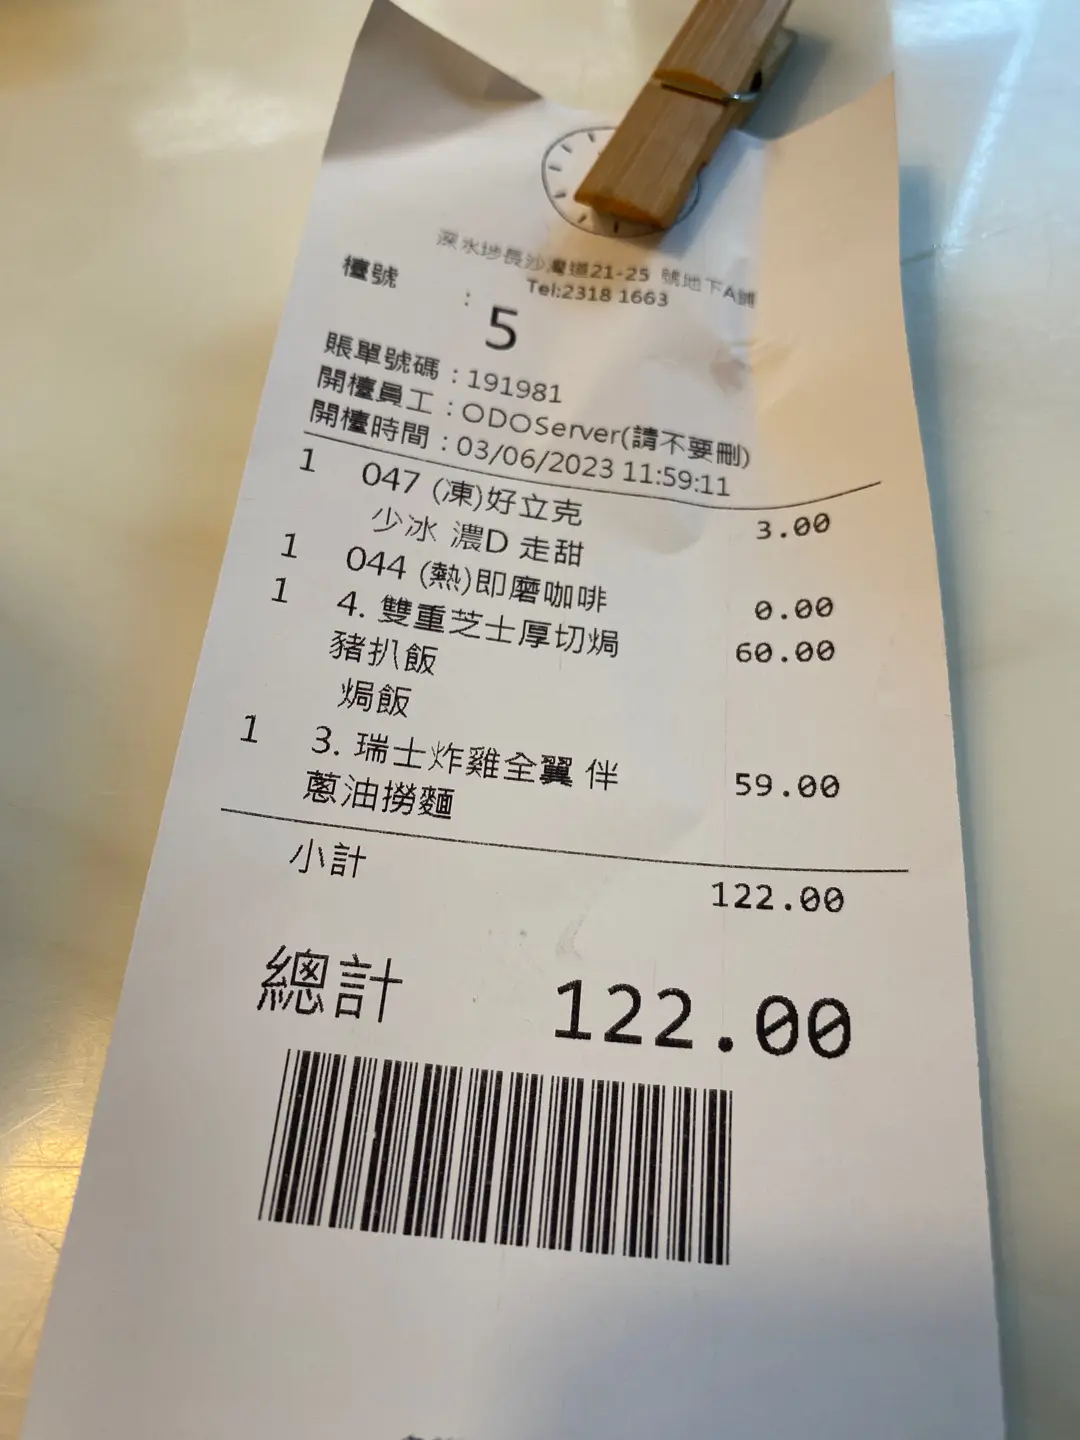 深水埗長沙灣道21-25 號地下A舖
Tel:2318 1663
檯號 : 5
賬單號碼 : 191981
開檯員工 : ODOServer(請不要刪)
開檯時間 : 03/06/2023 11:59:11
1 047 (凍)好立克 3.00
少冰 濃D 走甜
1 044 (熱)即磨咖啡 0.00
1 4. 雙重芝士厚切焗 60.00
豬扒飯
焗飯
1 3. 瑞士炸雞全翼 伴 59.00
蔥油撈麵
小計 122.00
總計 122.00